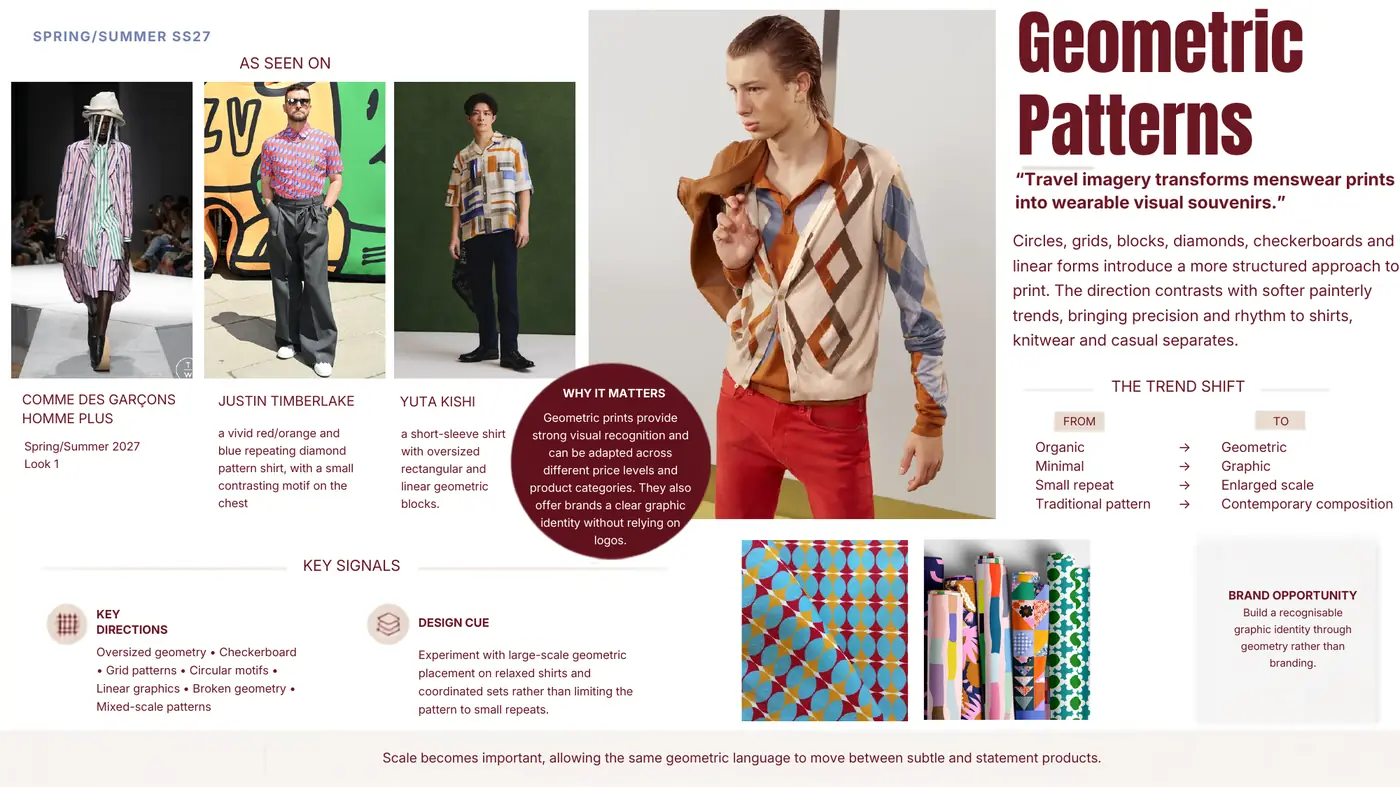 SPRING/SUMMER SS27
AS SEEN ON
COMME DES GARÇONS
HOMME PLUS
Spring/Summer 2027
Look 1
JUSTIN TIMBERLAKE
a vivid red/orange and
blue repeating diamond
pattern shirt, with a small
contrasting motif on the
chest
YUTA KISHI
a short-sleeve shirt
with oversized
rectangular and
linear geometric
blocks.
WHY IT MATTERS
Geometric prints provide
strong visual recognition and
can be adapted across
different price levels and
product categories. They also
offer brands a clear graphic
identity without relying on
logos.
Geometric
Patterns
“Travel imagery transforms menswear prints
into wearable visual souvenirs.”
Circles, grids, blocks, diamonds, checkerboards and
linear forms introduce a more structured approach to
print. The direction contrasts with softer painterly
trends, bringing precision and rhythm to shirts,
knitwear and casual separates.
THE TREND SHIFT
FROM TO
Organic → Geometric
Minimal → Graphic
Small repeat → Enlarged scale
Traditional pattern → Contemporary composition
KEY SIGNALS
KEY
DIRECTIONS
Oversized geometry • Checkerboard
• Grid patterns • Circular motifs •
Linear graphics • Broken geometry •
Mixed-scale patterns
DESIGN CUE
Experiment with large-scale geometric
placement on relaxed shirts and
coordinated sets rather than limiting the
pattern to small repeats.
BRAND OPPORTUNITY
Build a recognisable
graphic identity through
geometry rather than
branding.
Scale becomes important, allowing the same geometric language to move between subtle and statement products.